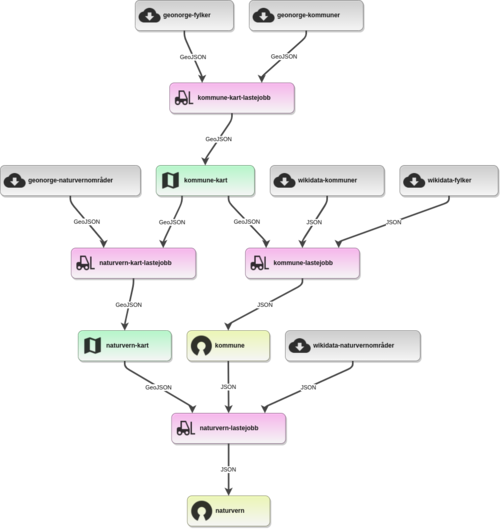 geonorge-fylker
geonorge-kommuner
GeoJSON
GeoJSON
kommune-kart-lastejobb
GeoJSON
geonorge-naturvernområder
kommune-kart
wikidata-kommuner
wikidata-fylker
GeoJSON
GeoJSON
GeoJSON
JSON
JSON
naturvern-kart-lastejobb
kommune-lastejobb
GeoJSON
JSON
naturvern-kart
kommune
wikidata-naturvernområder
GeoJSON
JSON
JSON
naturvern-lastejobb
JSON
naturvern